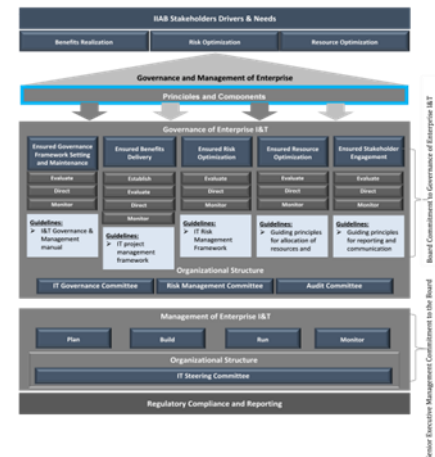 IIAB Stakeholders Drivers & Needs
Benefits Realization
Risk Optimization
Resource Optimization
Governance and Management of Enterprise
Principles and Components
Governance of Enterprise I&T
Ensured Governance
Framework Setting
and Maintenance
Evaluate
Direct
Monitor
Guidelines:
➢ I&T Governance &
Management
manual
Ensured Benefits
Delivery
Establish
Evaluate
Direct
Monitor
Guidelines:
➢ IT project
management
framework
Ensured Risk
Optimization
Evaluate
Direct
Monitor
Guidelines:
➢ IT Risk
Management
Framework
Ensured Resource
Optimization
Evaluate
Direct
Monitor
Guidelines:
➢ Guiding principles
for allocation of
resources and
Ensured Stakeholder
Engagement
Evaluate
Direct
Monitor
Guidelines:
➢ Guiding principles
for reporting and
communication
Organizational Structure
IT Governance Committee
Risk Management Committee
Audit Committee
Board Commitment to Governance of Enterprise I&T
Management of Enterprise I&T
Plan
Build
Run
Monitor
Organizational Structure
IT Steering Committee
Regulatory Compliance and Reporting
Senior Executive Management Commitment to the Board